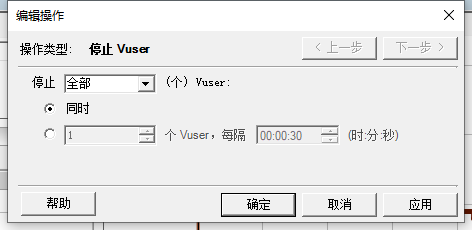 编辑操作
操作类型: 停止 Vuser
< 上一步 下一步 >
停止 全部 (个) Vuser:
同时
1 个 Vuser，每隔 00:00:30 (时:分:秒)
帮助 确定 取消 应用